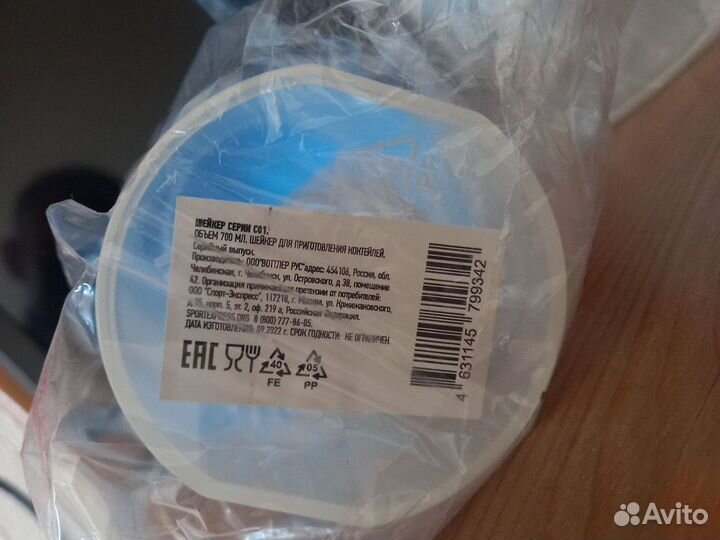 ШЕЙКЕР СЕРИИ С01.
ОБЪЕМ 700 МЛ. ШЕЙКЕР ДЛЯ ПРИГОТОВЛЕНИЯ КОКТЕЙЛЕЙ.
Серийный выпуск.
Производитель: ООО"ВОТТЛЕР РУС"адрес: 454106, Россия, обл.
Челябинская, г. Челябинск, ул. Островского, д 38, помещение
42. Организация принимающая претензии от потребителей:
ООО "Спорт-Экспресс", 117218, г. Москва, ул. Кржижановского,
д. 15, корп. 5, эт. 2, оф. 219 а, Российская Федерация.
SPORTEXPRESS.ORG 8 (800) 777-86-05.
ДАТА ИЗГОТОВЛЕНИЯ: 09.2022 г. СРОК ГОДНОСТИ: НЕ ОГРАНИЧЕН.
EAC
40 05
FE PP
4 631145 799342
Avito